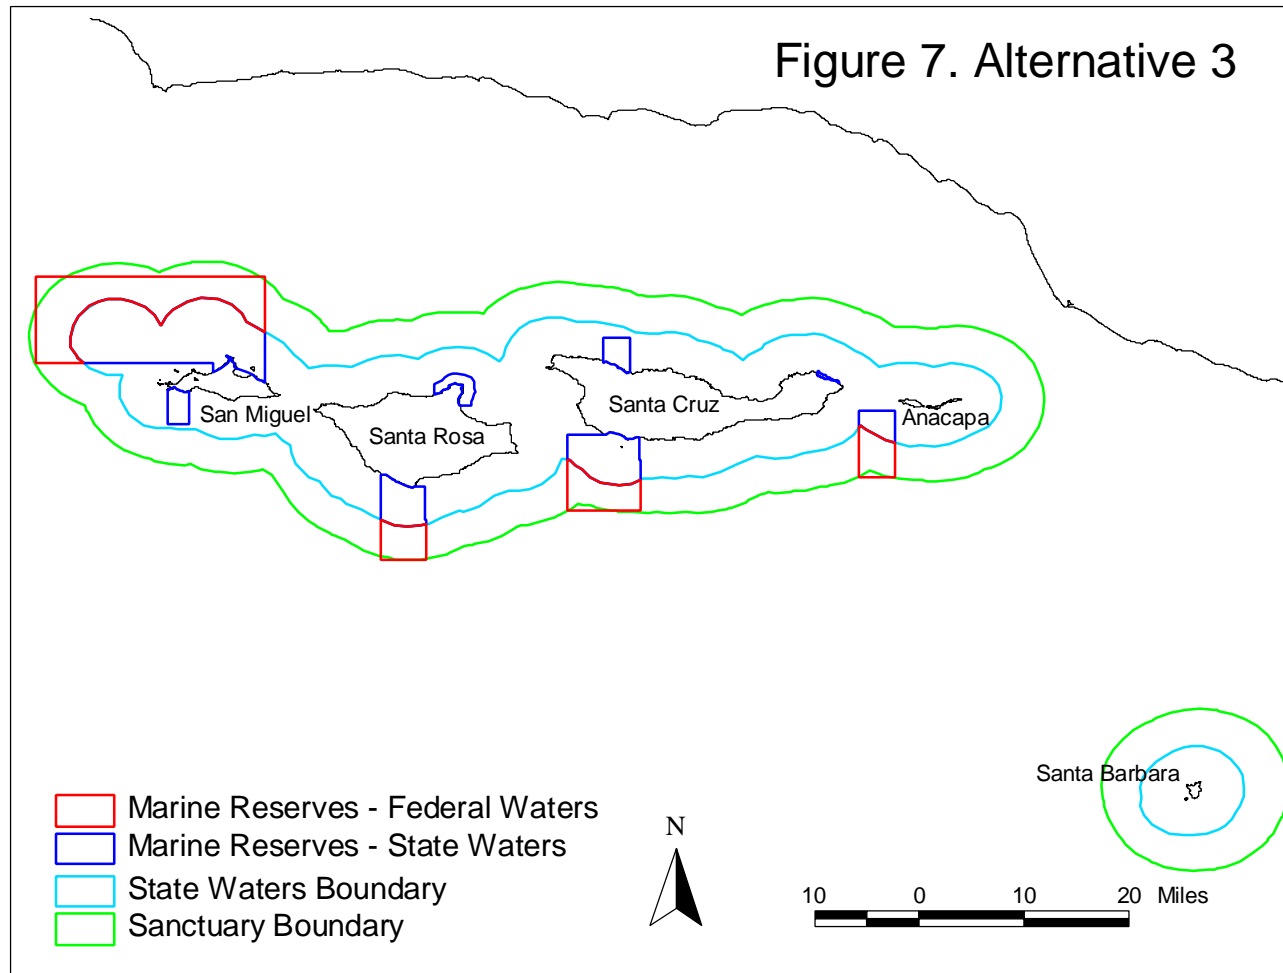 Figure 7. Alternative 3
San Miguel
Santa Rosa
Santa Cruz
Anacapa
Santa Barbara
Marine Reserves - Federal Waters
Marine Reserves - State Waters
State Waters Boundary
Sanctuary Boundary
N
10 0 10 20 Miles